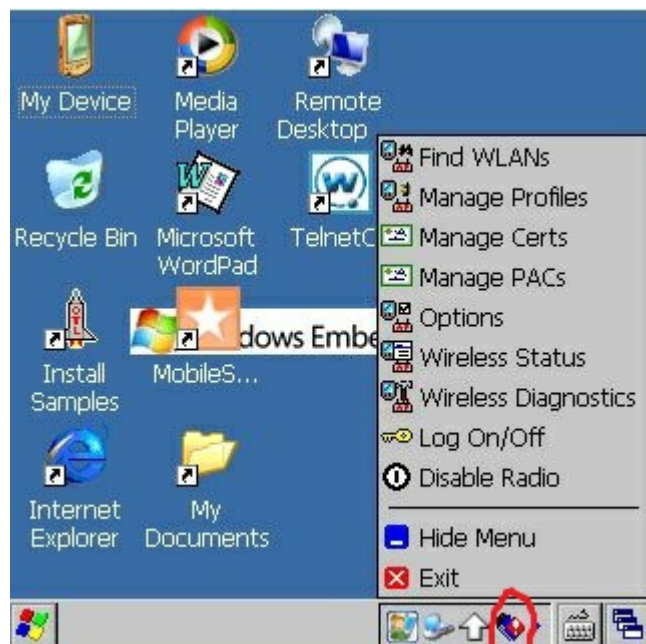 My Device
Media
Player
Remote
Desktop
Recycle Bin
Microsoft
WordPad
TelnetC
dows Embe
Install
Samples
MobileS...
Internet
Explorer
My
Documents
Find WLANs
Manage Profiles
Manage Certs
Manage PACs
Options
Wireless Status
Wireless Diagnostics
Log On/Off
Disable Radio
Hide Menu
Exit